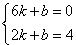 6k + b = 0
2k + b = 4